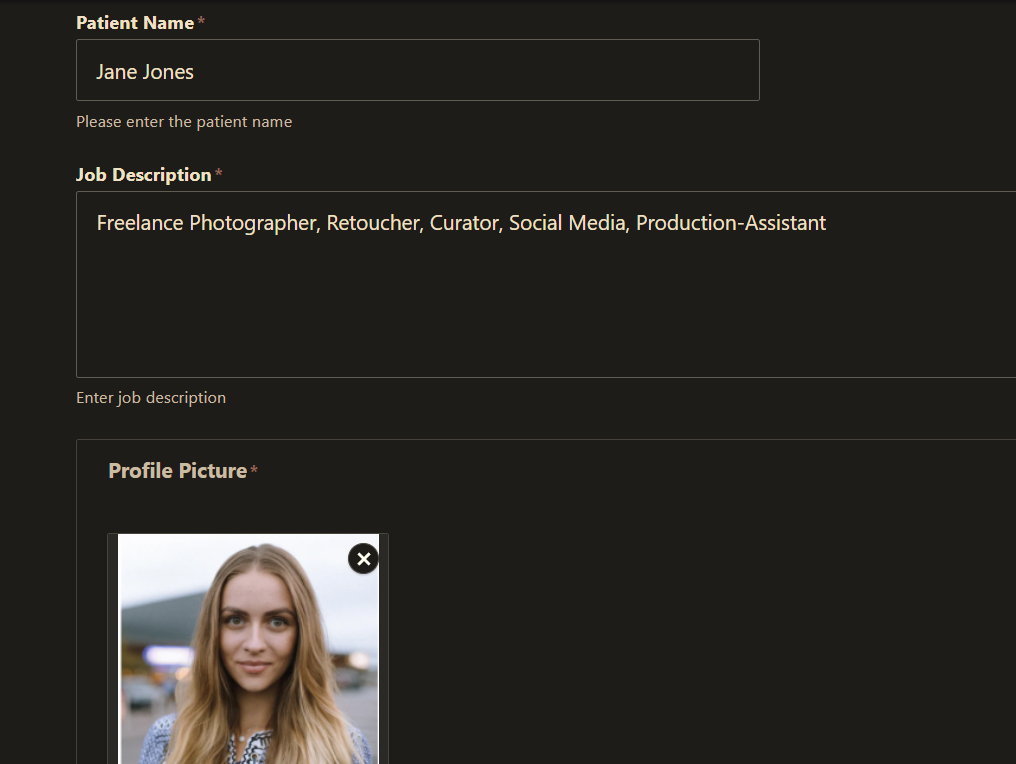 Patient Name *
Jane Jones
Please enter the patient name
Job Description *
Freelance Photographer, Retoucher, Curator, Social Media, Production-Assistant
Enter job description
Profile Picture *